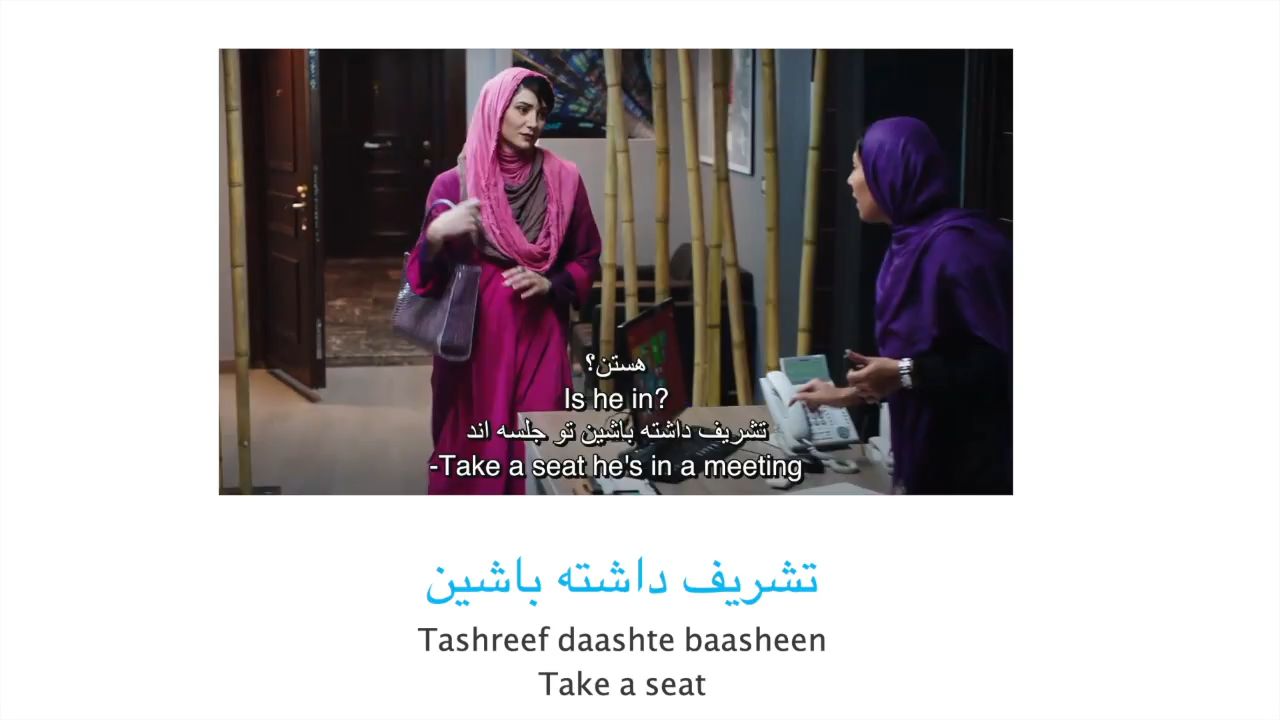 هستن؟
Is he in?
تشریف داشته باشین تو جلسه اند
-Take a seat he's in a meeting
تشریف داشته باشین
Tashreef daashte baasheen
Take a seat